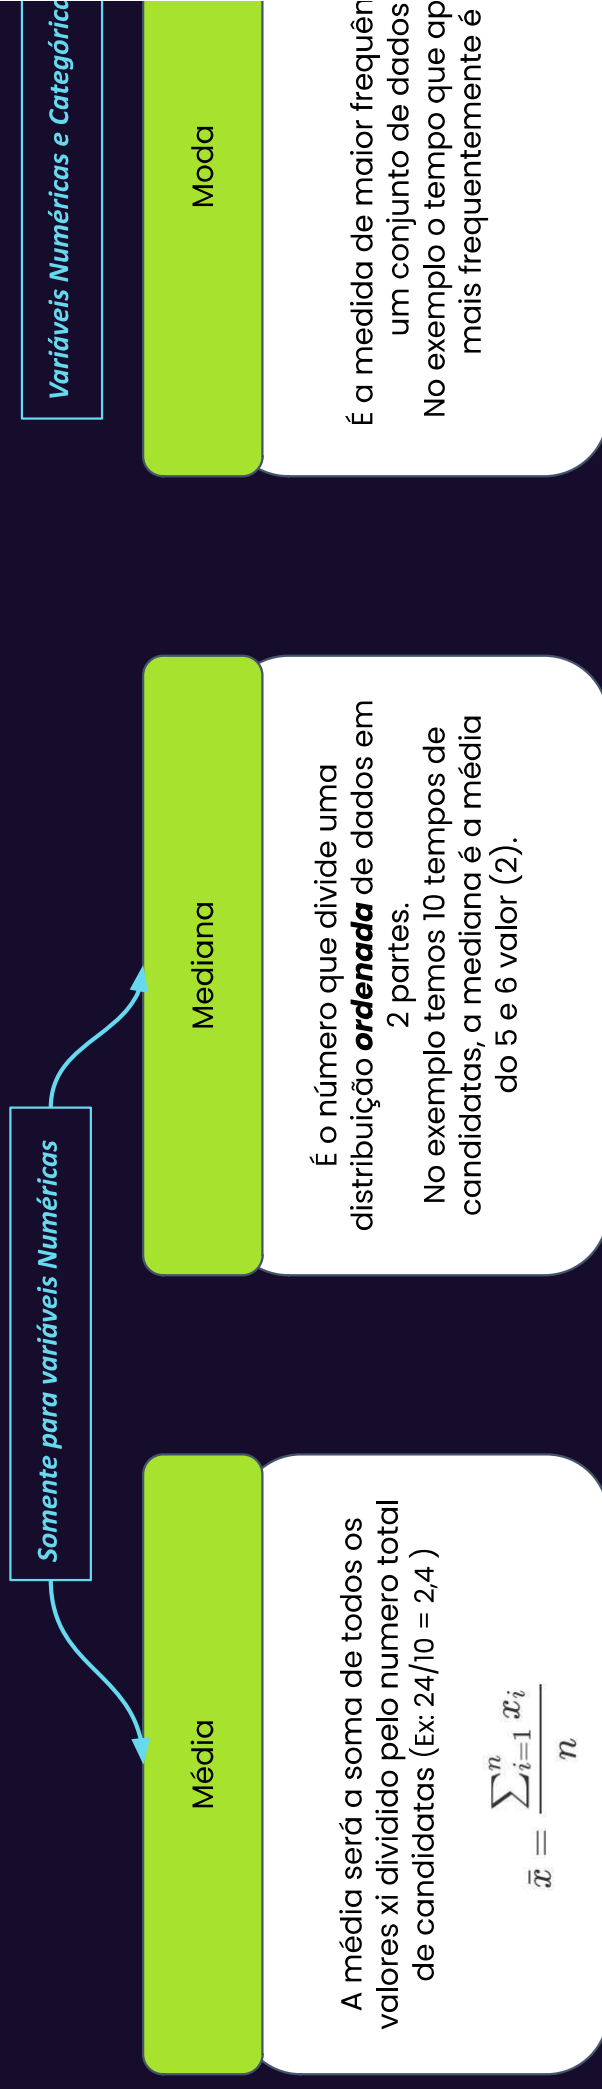 Somente para variáveis Numéricas
Variáveis Numéricas e
Média
A média será a soma de todos os
valores xi dividido pelo numero total
de candidatas (Ex: 24/10 = 2,4 )
x̄ = ∑ⁿᵢ₌₁ xᵢ / n
Mediana
É o número que divide uma
distribuição ordenada de dados em
2 partes.
No exemplo temos 10 tempos de
candidatas, a mediana é a média
do 5 e 6 valor (2).
Moda
É a medida de maior
um conjunto de dados
No exemplo o tempo que
mais frequentemente é